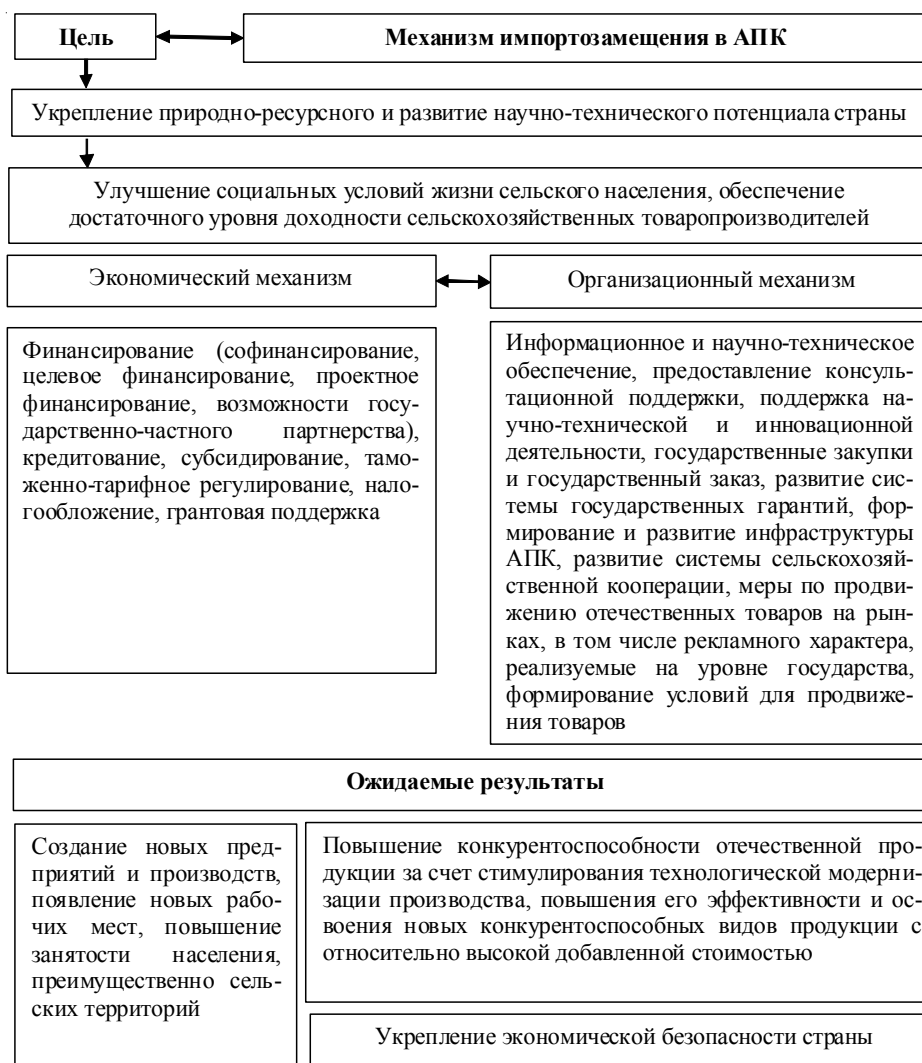 Цель
Механизм импортозамещения в АПК
Укрепление природно-ресурсного и развитие научно-технического потенциала страны
Улучшение социальных условий жизни сельского населения, обеспечение
достаточного уровня доходности сельскохозяйственных товаропроизводителей
Экономический механизм
Организационный механизм
Финансирование (софинансирование,
целевое финансирование, проектное
финансирование, возможности госу-
дарственно-частного партнерства),
кредитование, субсидирование, тамо-
женно-тарифное регулирование, нало-
гообложение, грантовая поддержка
Информационное и научно-техническое
обеспечение, предоставление консуль-
тационной поддержки, поддержка на-
учно-технической и инновационной
деятельности, государственные закупки
и государственный заказ, развитие сис-
темы государственных гарантий, фор-
мирование и развитие инфраструктуры
АПК, развитие системы сельскохозяй-
ственной кооперации, меры по продви-
жению отечественных товаров на рын-
ках, в том числе рекламного характера,
реализуемые на уровне государства,
формирование условий для продвиже-
ния товаров
Ожидаемые результаты
Создание новых пред-
приятий и производств,
появление новых рабо-
чих мест, повышение
занятости населения,
преимущественно сель-
ских территорий
Повышение конкурентоспособности отечественной про-
дукции за счет стимулирования технологической модерни-
зации производства, повышения его эффективности и ос-
воения новых конкурентоспособных видов продукции с
относительно высокой добавленной стоимостью
Укрепление экономической безопасности страны